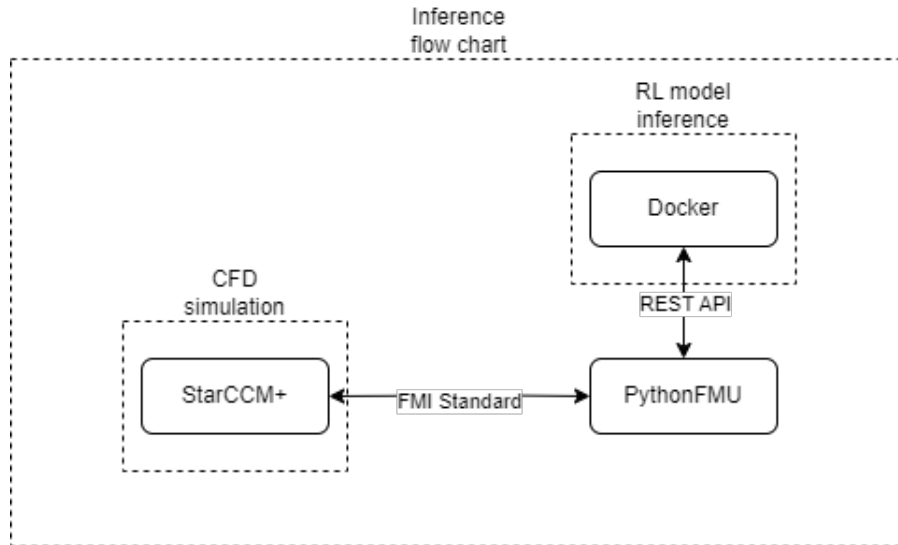 Inference
flow chart
RL model
inference
Docker
REST API
CFD
simulation
StarCCM+
FMI Standard
PythonFMU